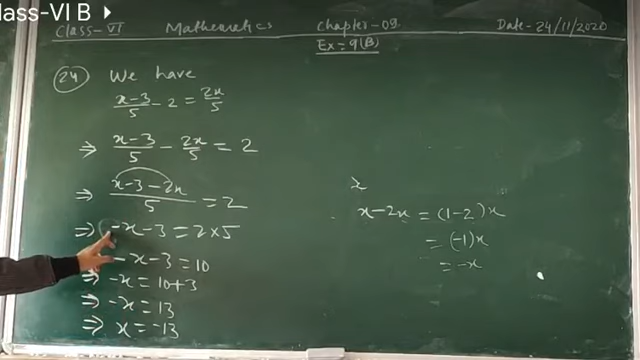 lass-VI B
Class-VI Mathematics Chapter-09 Date-24/11/2020
Ex=9(B)
24 We have
x-3/5 - 2 = 2x/5
⇒ x-3/5 - 2x/5 = 2
⇒ x-3-2x/5 = 2
⇒ -x-3 = 2×5
-x-3 = 10
⇒ -x = 10+3
⇒ -x = 13
⇒ x = -13
x-2x = (1-2)x
= (-1)x
= -x